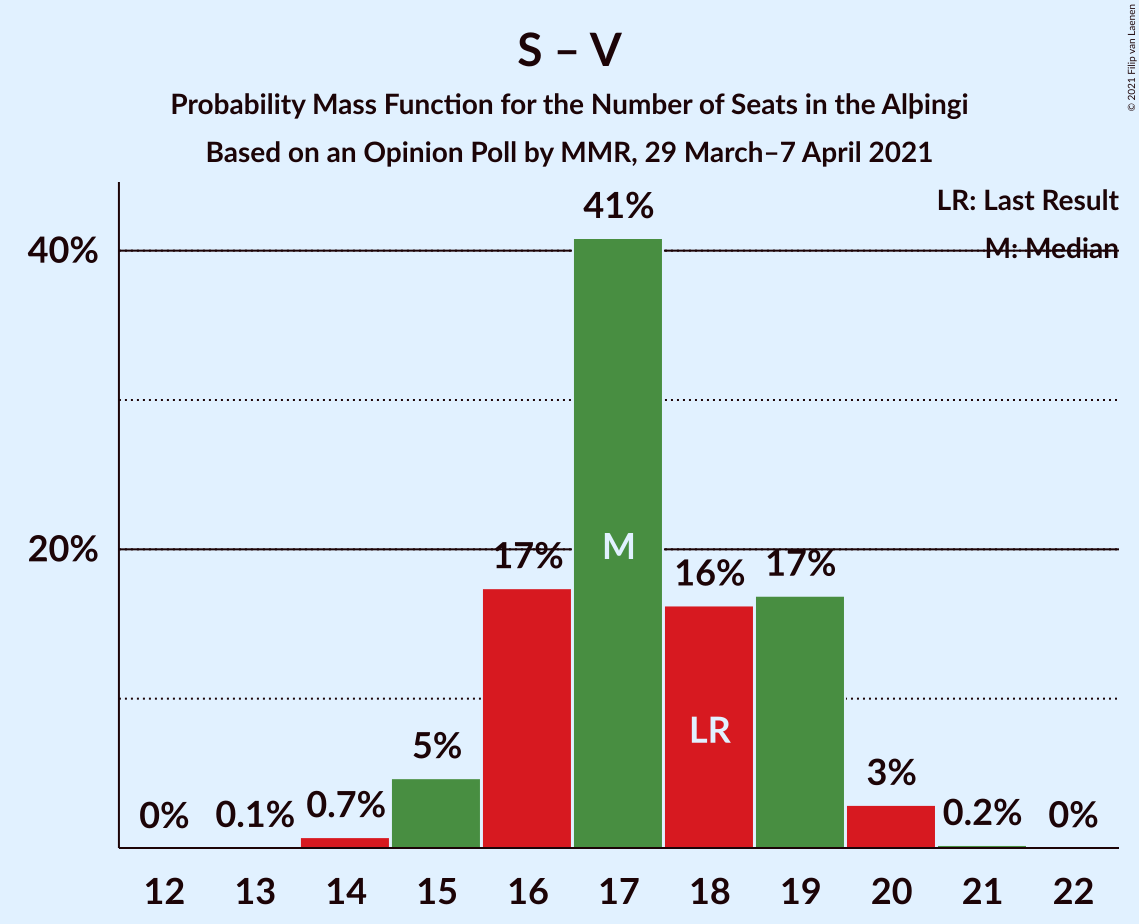 S – V
Probability Mass Function for the Number of Seats in the Alþingi
Based on an Opinion Poll by MMR, 29 March–7 April 2021
© 2021 Filip van Laenen
LR: Last Result
M: Median
40%
20%
0%
0.1%
0.7%
5%
17%
41%
16%
17%
3%
0.2%
0%
M
LR
12 13 14 15 16 17 18 19 20 21 22